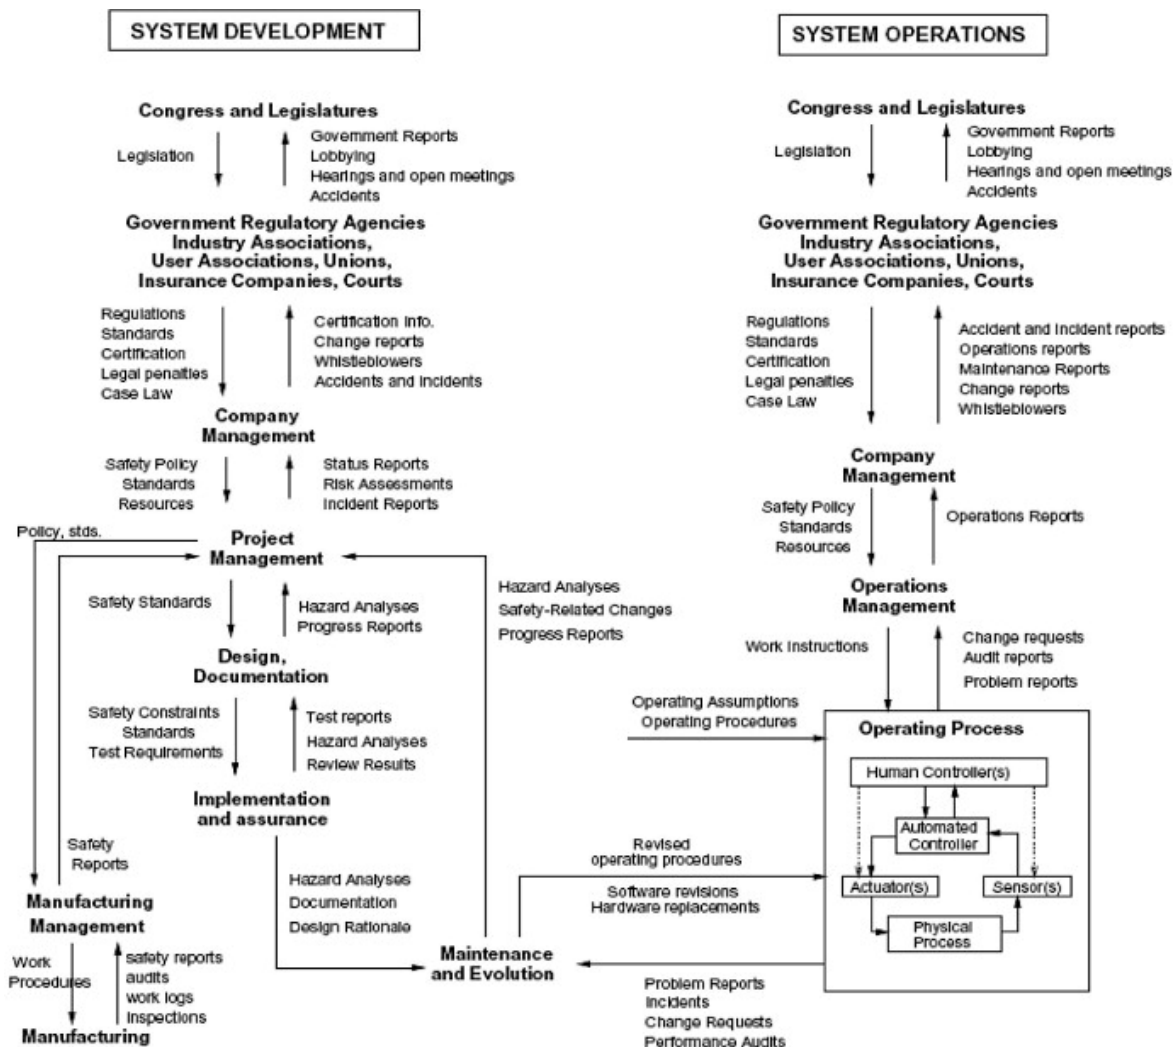 SYSTEM DEVELOPMENT
Congress and Legislatures
Legislation
Government Reports
Lobbying
Hearings and open meetings
Accidents
Government Regulatory Agencies
Industry Associations,
User Associations, Unions,
Insurance Companies, Courts
Regulations
Standards
Certification
Legal penalties
Case Law
Certification Info.
Change reports
Whistleblowers
Accidents and incidents
Company
Management
Safety Policy
Standards
Resources
Status Reports
Risk Assessments
Incident Reports
Policy, stds.
Project
Management
Safety Standards
Hazard Analyses
Progress Reports
Hazard Analyses
Safety-Related Changes
Progress Reports
Design,
Documentation
Safety Constraints
Standards
Test Requirements
Test reports
Hazard Analyses
Review Results
Implementation
and assurance
Safety
Reports
Hazard Analyses
Documentation
Design Rationale
Manufacturing
Management
Work
Procedures
safety reports
audits
work logs
inspections
Manufacturing
Maintenance
and Evolution
SYSTEM OPERATIONS
Congress and Legislatures
Legislation
Government Reports
Lobbying
Hearings and open meetings
Accidents
Government Regulatory Agencies
Industry Associations,
User Associations, Unions,
Insurance Companies, Courts
Regulations
Standards
Certification
Legal penalties
Case Law
Accident and incident reports
Operations reports
Maintenance Reports
Change reports
Whistleblowers
Company
Management
Safety Policy
Standards
Resources
Operations Reports
Operations
Management
Work Instructions
Change requests
Audit reports
Problem reports
Operating Assumptions
Operating Procedures
Operating Process
Human Controller(s)
Automated
Controller
Actuator(s)
Sensor(s)
Physical
Process
Revised
operating procedures
Software revisions
Hardware replacements
Problem Reports
Incidents
Change Requests
Performance Audits